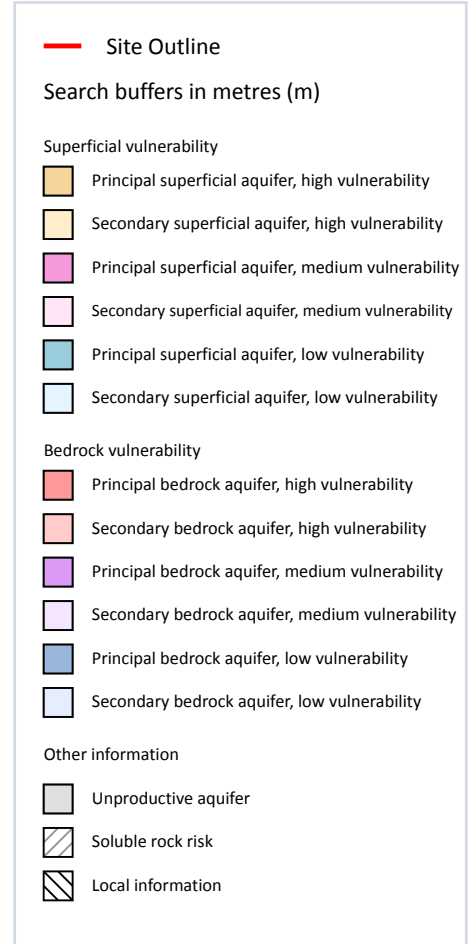 Site Outline
Search buffers in metres (m)
Superficial vulnerability
Principal superficial aquifer, high vulnerability
Secondary superficial aquifer, high vulnerability
Principal superficial aquifer, medium vulnerability
Secondary superficial aquifer, medium vulnerability
Principal superficial aquifer, low vulnerability
Secondary superficial aquifer, low vulnerability
Bedrock vulnerability
Principal bedrock aquifer, high vulnerability
Secondary bedrock aquifer, high vulnerability
Principal bedrock aquifer, medium vulnerability
Secondary bedrock aquifer, medium vulnerability
Principal bedrock aquifer, low vulnerability
Secondary bedrock aquifer, low vulnerability
Other information
Unproductive aquifer
Soluble rock risk
Local information